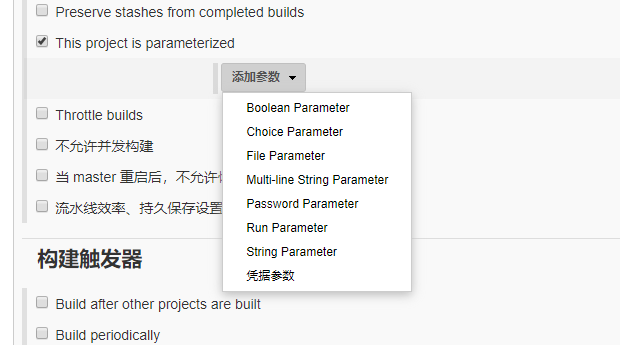 Preserve stashes from completed builds
This project is parameterized
添加参数
Boolean Parameter
Choice Parameter
File Parameter
Multi-line String Parameter
Password Parameter
Run Parameter
String Parameter
凭据参数
Throttle builds
不允许并发构建
当 master 重启后，不允许
流水线效率、持久保存设置
构建触发器
Build after other projects are built
Build periodically